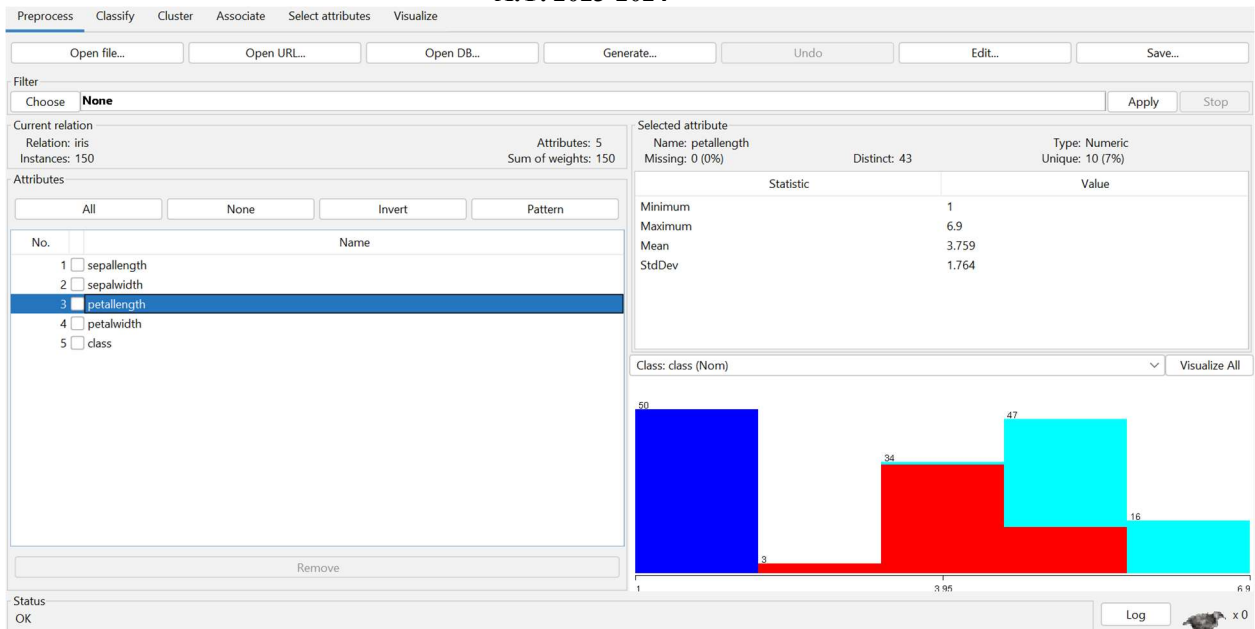 Preprocess Classify Cluster Associate Select attributes Visualize
Open file... Open URL... Open DB... Generate... Undo Edit... Save...
Filter
Choose None Apply Stop
Current relation
Relation: iris Attributes: 5
Instances: 150 Sum of weights: 150
Attributes
All None Invert Pattern
No. Name
1 sepallength
2 sepalwidth
3 petallength
4 petalwidth
5 class
Remove
Selected attribute
Name: petallength Type: Numeric
Missing: 0 (0%) Distinct: 43 Unique: 10 (7%)
Statistic Value
Minimum 1
Maximum 6.9
Mean 3.759
StdDev 1.764
Class: class (Nom) Visualize All
50
47
34
16
3
1 3.95 6.9
Status
OK Log x 0